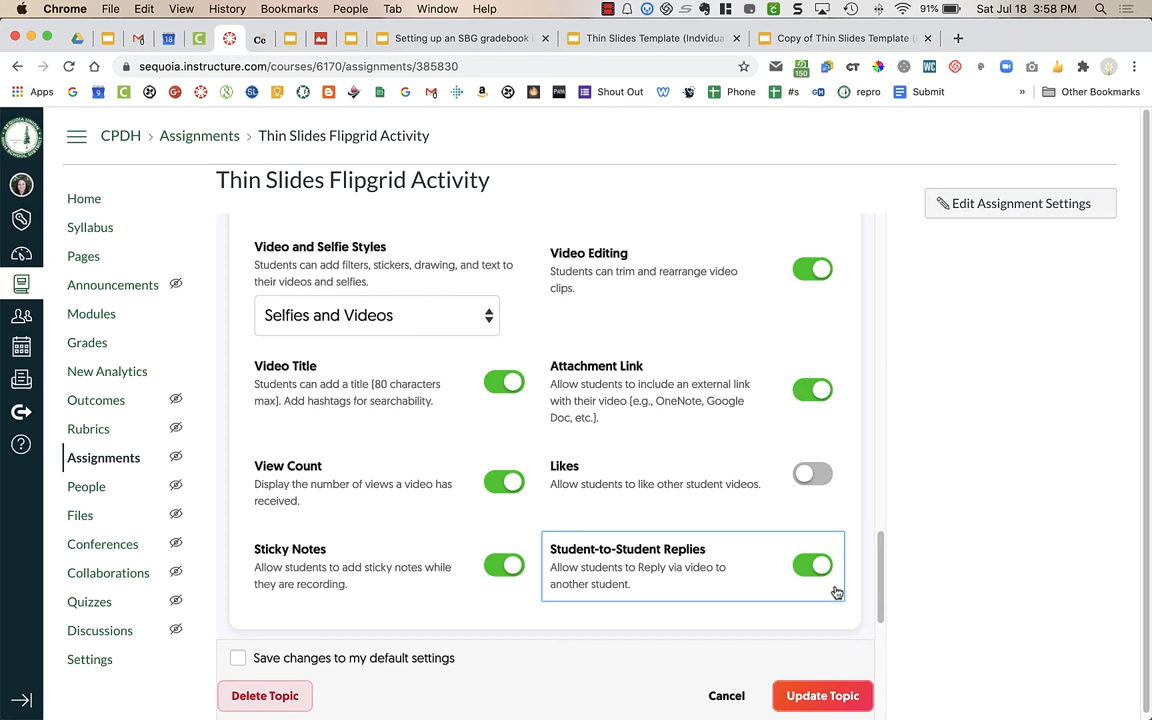 Chrome File Edit View History Bookmarks People Tab Window Help 91% Sat Jul 18 3:58 PM
18 Cc Setting up an SBG gradebook Thin Slides Template (Indvidual Copy of Thin Slides Template (
sequoia.instructure.com/courses/6170/assignments/385830
Apps Shout Out Phone #s repro Submit » Other Bookmarks
CPDH > Assignments > Thin Slides Flipgrid Activity
Thin Slides Flipgrid Activity
Edit Assignment Settings
Home
Syllabus
Pages
Announcements
Modules
Grades
New Analytics
Outcomes
Rubrics
Assignments
People
Files
Conferences
Collaborations
Quizzes
Discussions
Settings
Video and Selfie Styles
Students can add filters, stickers, drawing, and text to
their videos and selfies.
Selfies and Videos
Video Editing
Students can trim and rearrange video
clips.
Video Title
Students can add a title (80 characters
max). Add hashtags for searchability.
Attachment Link
Allow students to include an external link
with their video (e.g., OneNote, Google
Doc, etc.).
View Count
Display the number of views a video has
received.
Likes
Allow students to like other student videos.
Sticky Notes
Allow students to add sticky notes while
they are recording.
Student-to-Student Replies
Allow students to Reply via video to
another student.
Save changes to my default settings
Delete Topic
Cancel
Update Topic